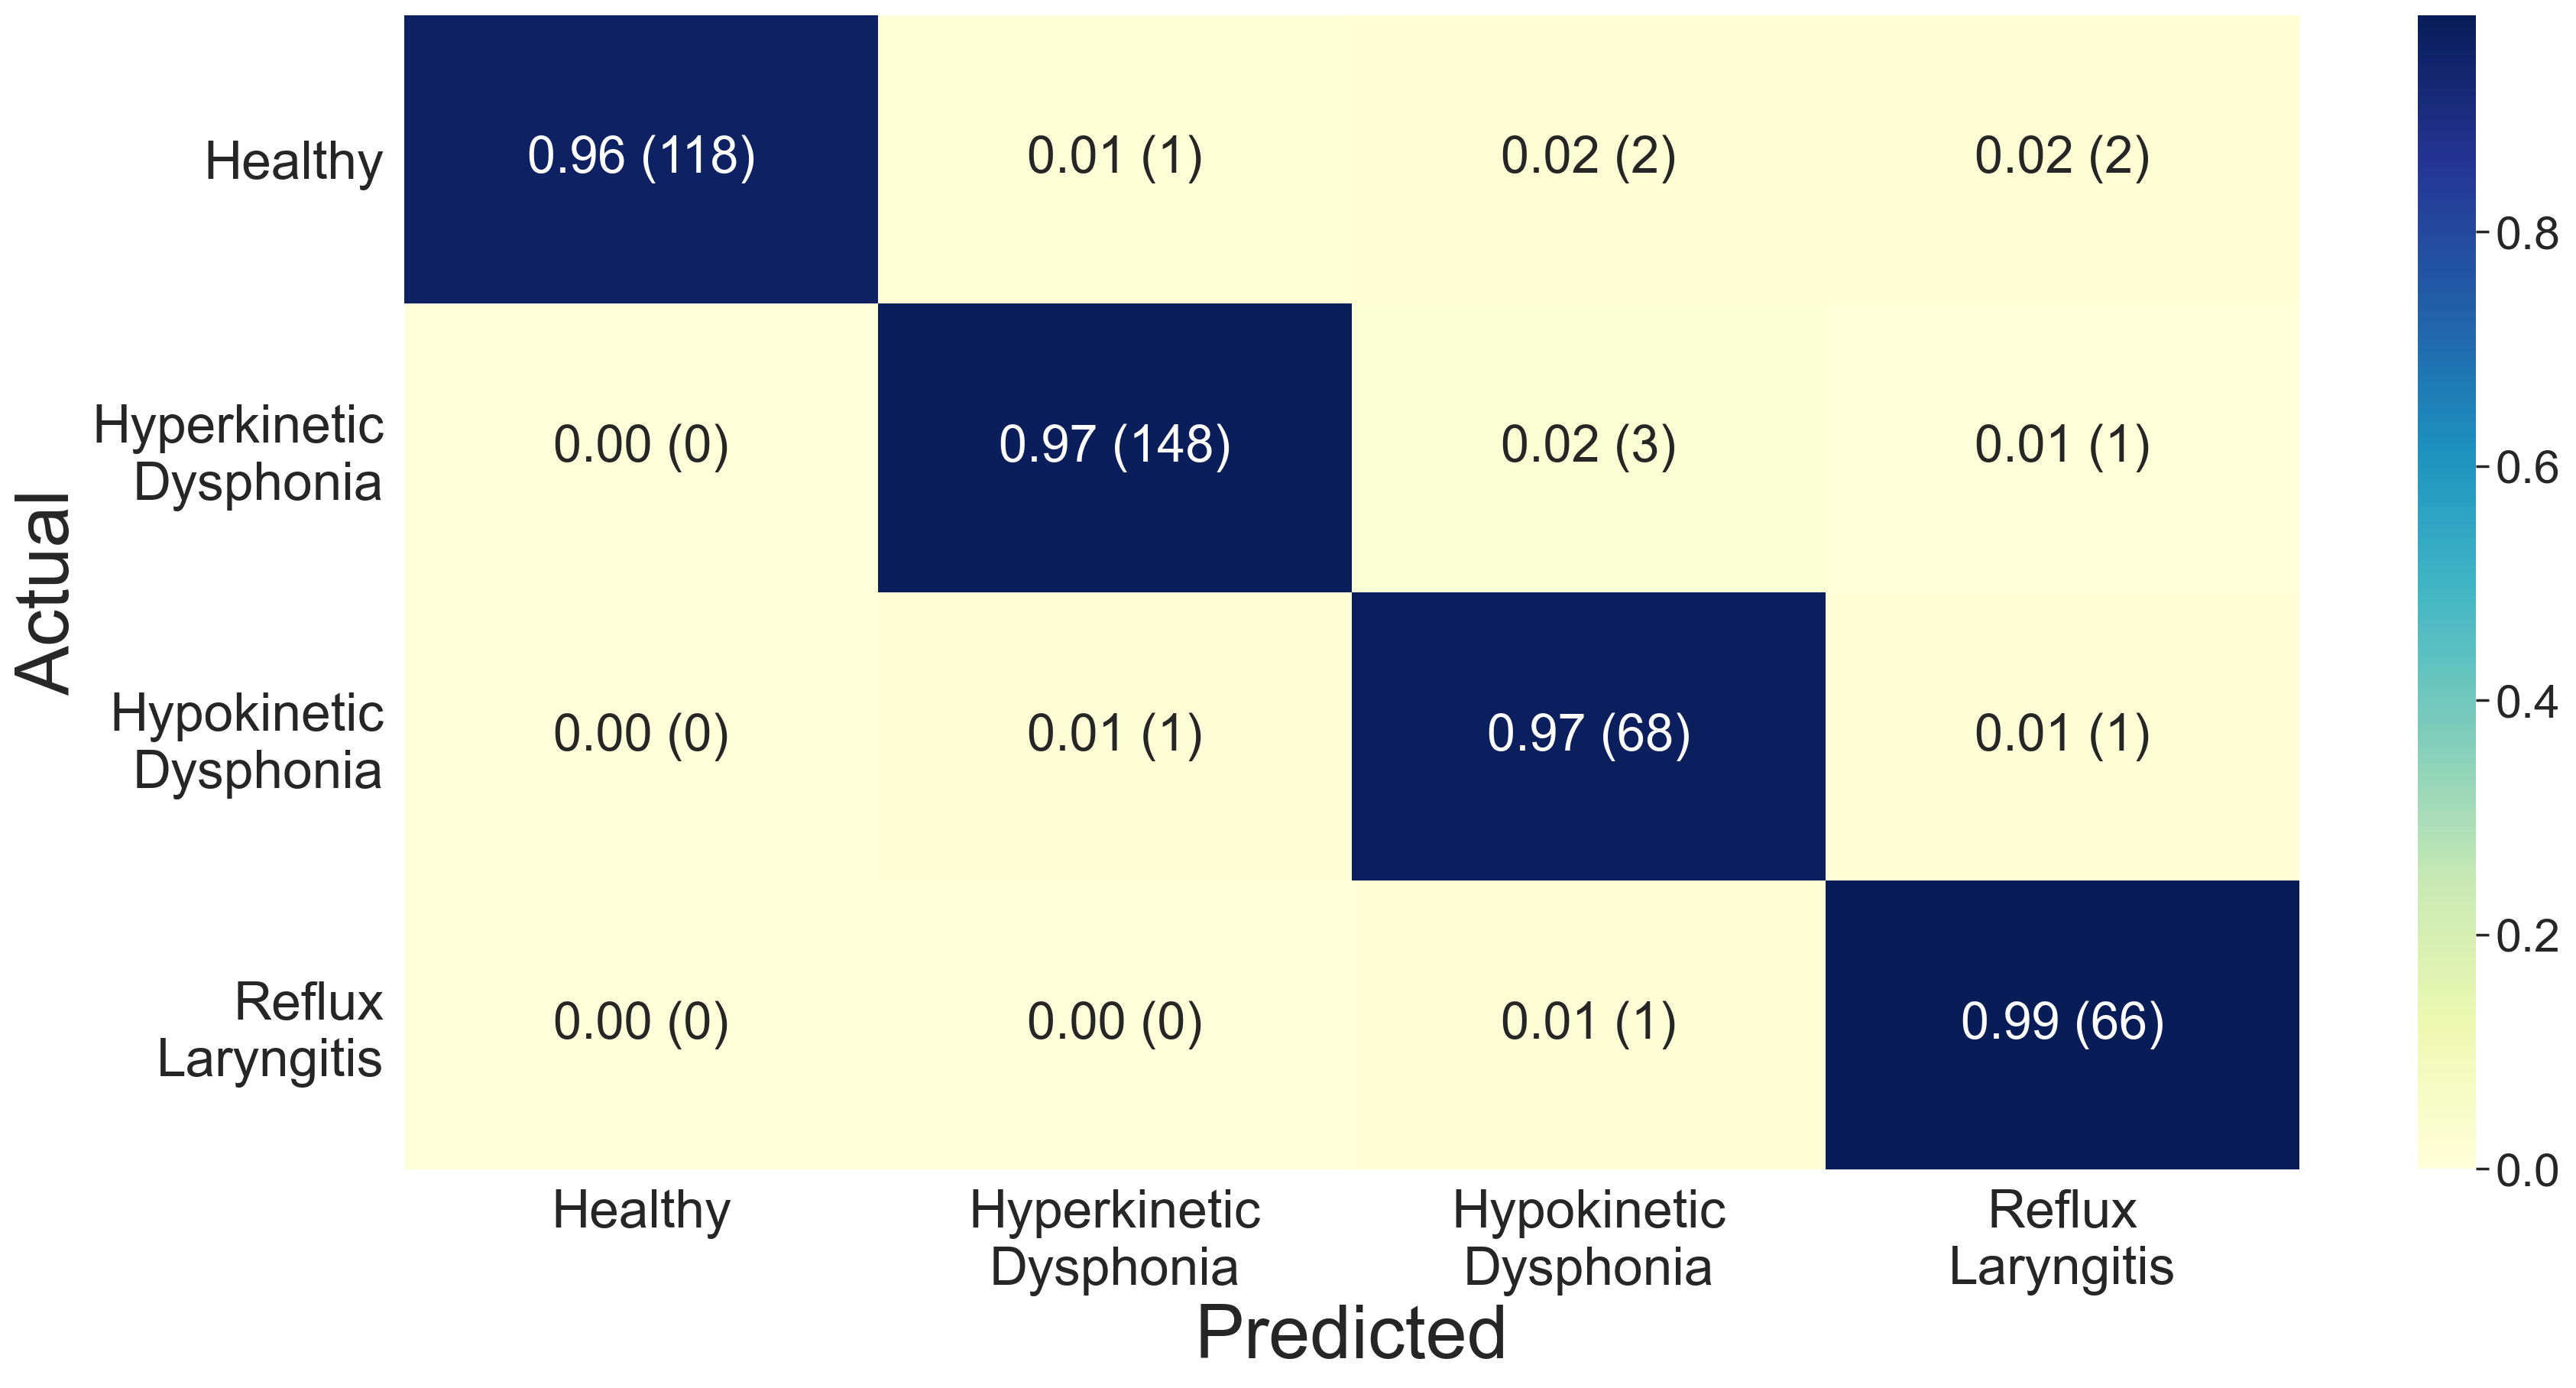 Healthy
0.96 (118)
0.01 (1)
0.02 (2)
0.02 (2)
Hyperkinetic
Dysphonia
0.00 (0)
0.97 (148)
0.02 (3)
0.01 (1)
Hypokinetic
Dysphonia
0.00 (0)
0.01 (1)
0.97 (68)
0.01 (1)
Reflux
Laryngitis
0.00 (0)
0.00 (0)
0.01 (1)
0.99 (66)
Actual
Healthy
Hyperkinetic
Dysphonia
Hypokinetic
Dysphonia
Reflux
Laryngitis
Predicted
0.8
0.6
0.4
0.2
0.0